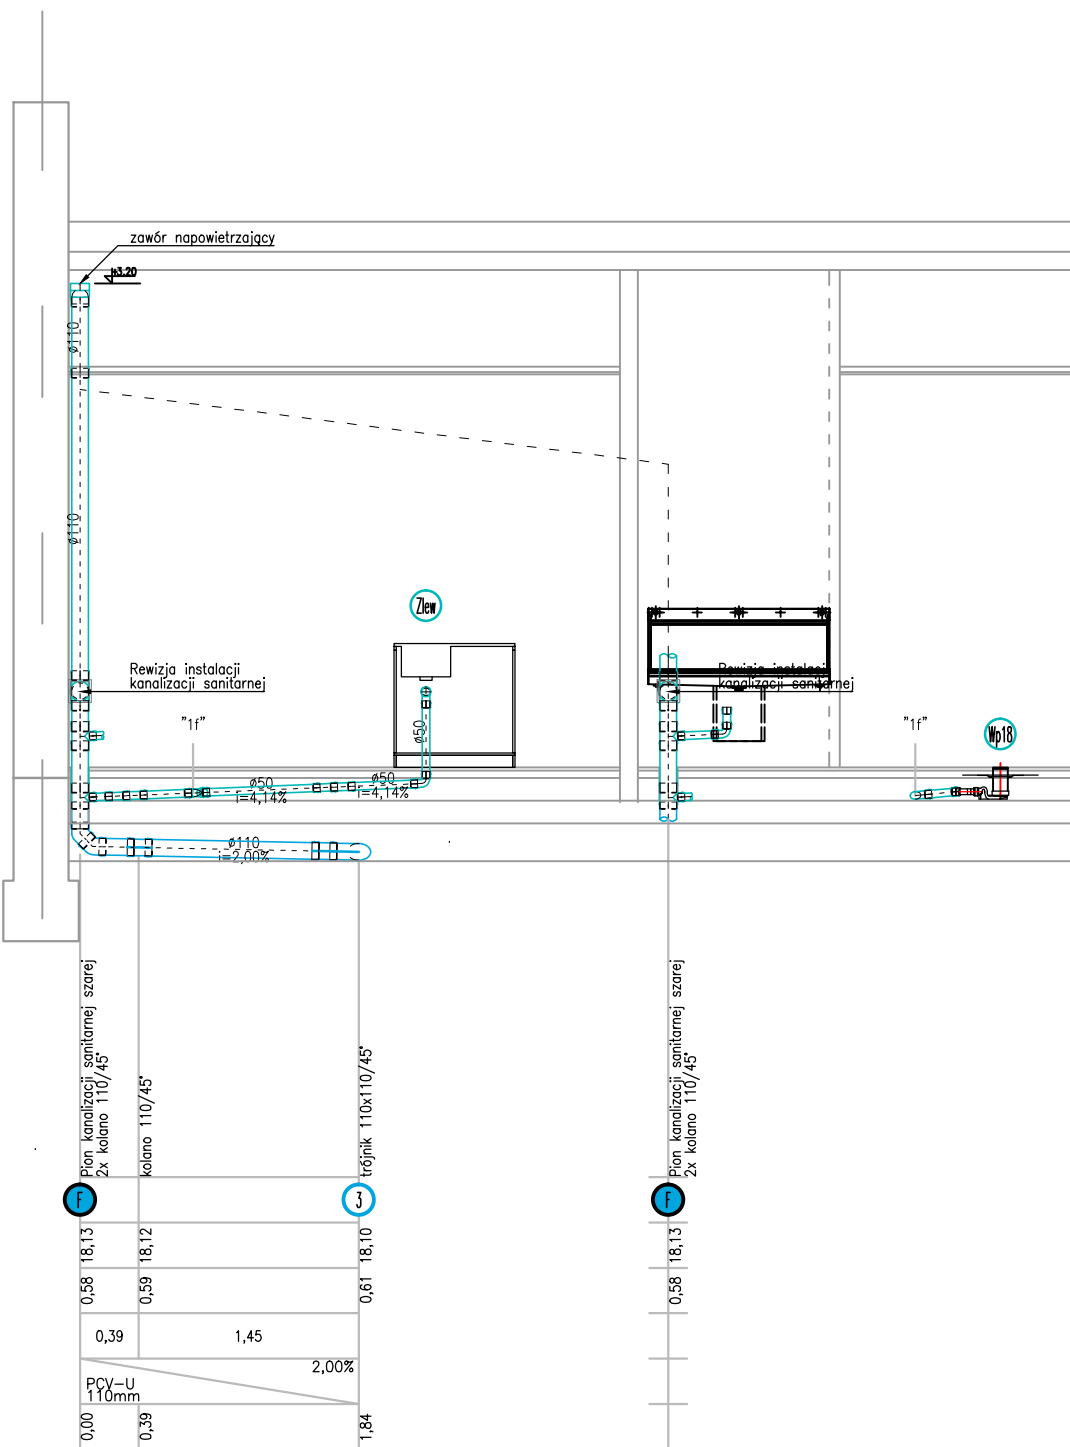 zawór napowietrzający
+3.20
ø110
ø110
Zlew
Rewizja instalacji
kanalizacji sanitarnej
Rewizja instalacji
kanalizacji sanitarnej
"1f"
"1f"
Wp18
ø50
ø50
i=4,14%
ø50
i=4,14%
ø110
i=2,00%
Pion kanalizacji sanitarnej szarej
2x kolano 110/45°
kolano 110/45°
trójnik 110x110/45°
Pion kanalizacji sanitarnej szarej
2x kolano 110/45°
F
3
F
18,13
18,12
18,10
18,13
0,58
0,59
0,61
0,58
0,39
1,45
2,00%
PCV-U
110mm
0,00
0,39
1,84